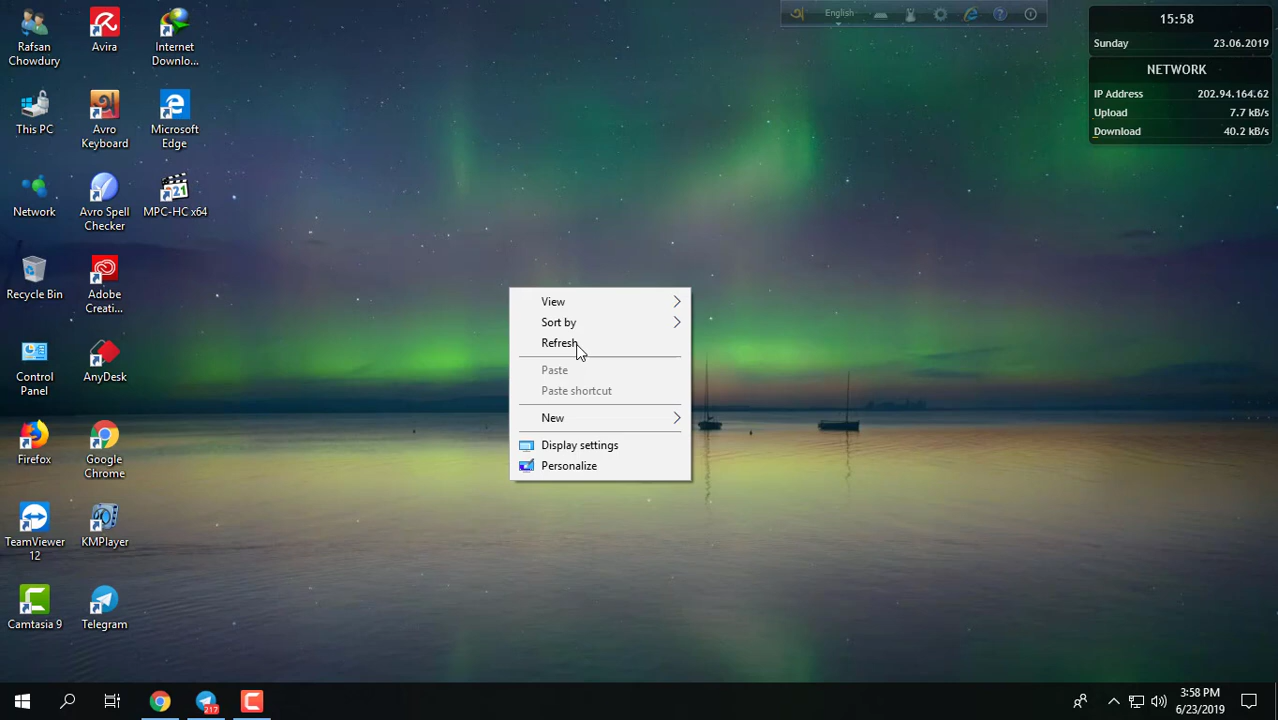 Rafsan
Chowdury
Avira
Internet
Downlo...
This PC
Avro
Keyboard
Microsoft
Edge
Network
Avro Spell
Checker
MPC-HC x64
321
Recycle Bin
Adobe
Creati...
Control
Panel
AnyDesk
Firefox
Google
Chrome
TeamViewer
12
KMPlayer
Camtasia 9
Telegram
English
15:58
Sunday 23.06.2019
NETWORK
IP Address 202.94.164.62
Upload 7.7 kB/s
Download 40.2 kB/s
View
Sort by
Refresh
Paste
Paste shortcut
New
Display settings
Personalize
217
3:58 PM
6/23/2019